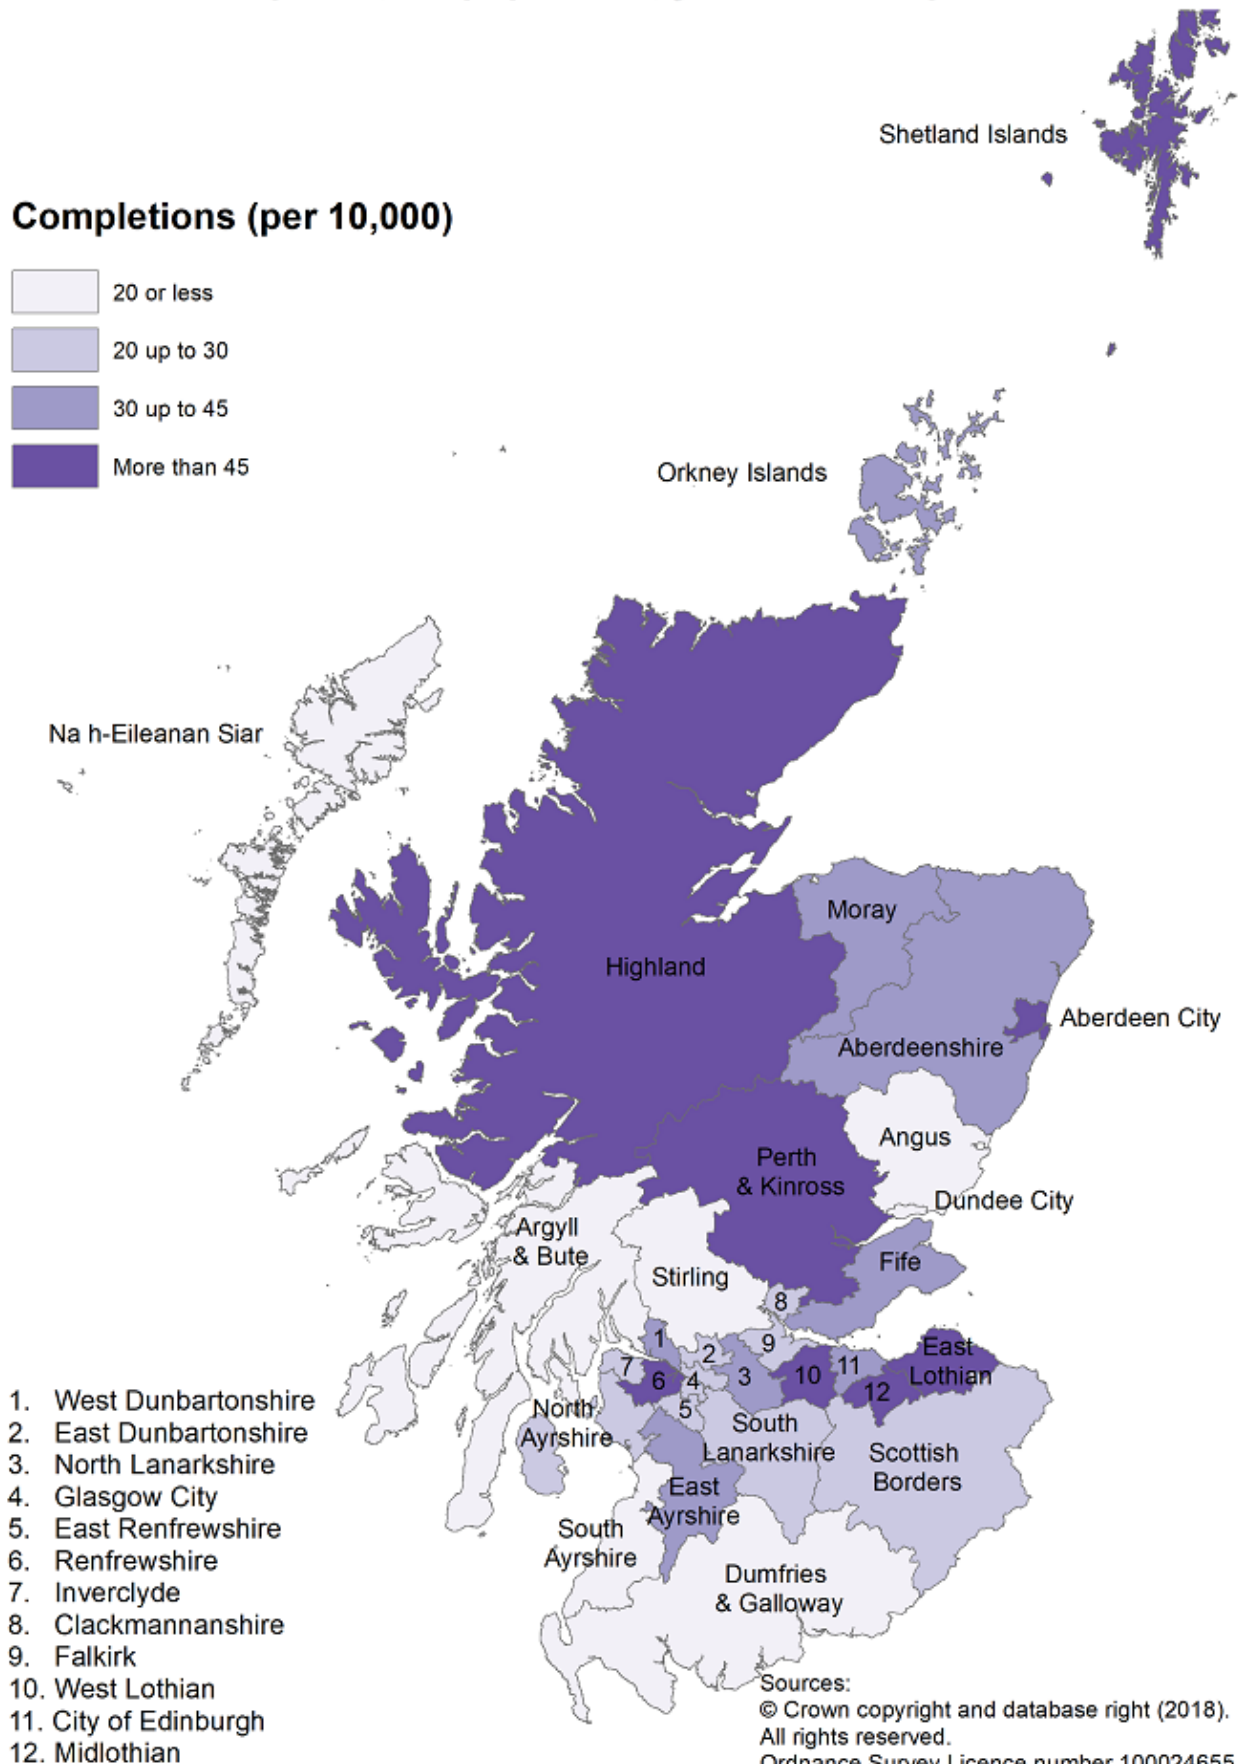 Shetland Islands
Completions (per 10,000)
20 or less
20 up to 30
30 up to 45
More than 45
Orkney Islands
Na h-Eileanan Siar
Moray
Highland
Aberdeen City
Aberdeenshire
Angus
Perth
& Kinross
Dundee City
Argyll
& Bute
Fife
Stirling
8
1
2
9
East
Lothian
7
6
4
3
10
11
12
5
North
Ayrshire
South
Lanarkshire
Scottish
Borders
East
Ayrshire
South
Ayrshire
Dumfries
& Galloway
1. West Dunbartonshire
2. East Dunbartonshire
3. North Lanarkshire
4. Glasgow City
5. East Renfrewshire
6. Renfrewshire
7. Inverclyde
8. Clackmannanshire
9. Falkirk
10. West Lothian
11. City of Edinburgh
12. Midlothian
Sources:
© Crown copyright and database right (2018).
All rights reserved.
Ordnance Survey Licence number 100024655